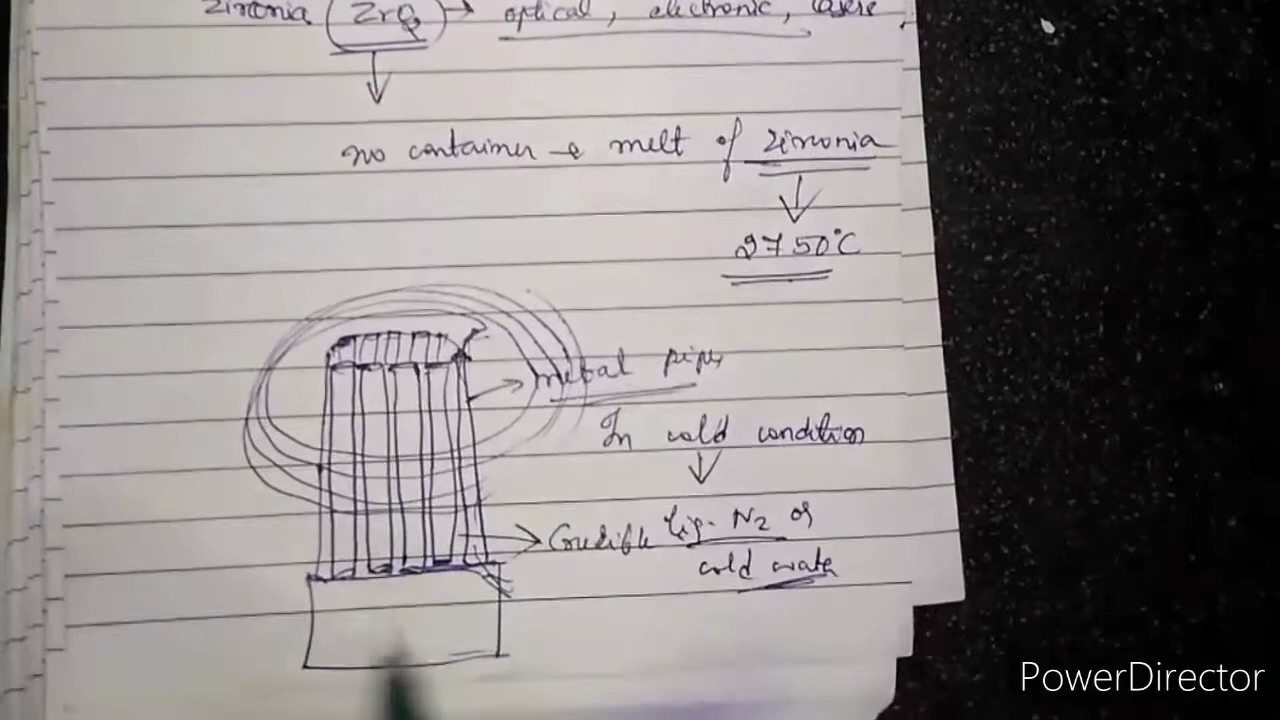 Zirconia (ZrO2) → optical, electronic, lasers,
no container → melt of zirconia
2750°C
metal pipes
In cold condition
Crucible liq. N2 or
cold water
PowerDirector